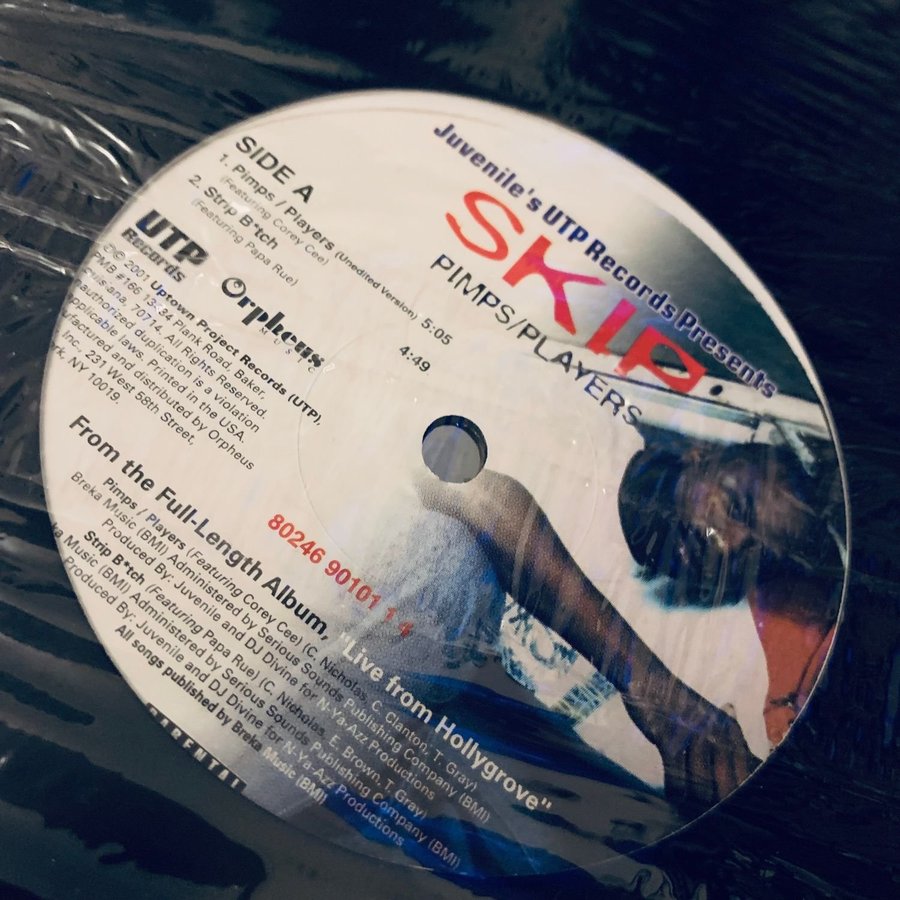 Juvenile's UTP Records Presents
SKIP
PIMPS/PLAYERS
SIDE A
1. Pimps / Players (Unedited Version) 5:05
(Featuring Corey Cee)
2. Strip B*tch 4:49
(Featuring Papa Rue)
UTP
Records
Orpheus
MUSIC
℗© 2001 Uptown Project Records (UTP),
PMB #166 13434 Plank Road, Baker,
Louisiana, 70714. All Rights Reserved.
authorized duplication is a violation
applicable laws. Printed in the USA.
ufactured and distributed by Orpheus
Inc., 231 West 58th Street,
rk, NY 10019.
80246 90101 1 4
From the Full-Length Album, "Live from Hollygrove"
Pimps / Players (Featuring Corey Cee) (C. Nicholas, C. Clanton, T. Gray)
Breka Music (BMI) Administered by Serious Sounds Publishing Company (BMI)
Produced By: Juvenile and DJ Divine for N-Ya-Azz Productions
Strip B*tch (Featuring Papa Rue) (C. Nicholas, E. Brown, T. Gray)
ka Music (BMI) Administered by Serious Sounds Publishing Company (BMI)
Produced By: Juvenile and DJ Divine for N-Ya-Azz Productions
All songs published by Breka Music (BMI)
PARENTAL